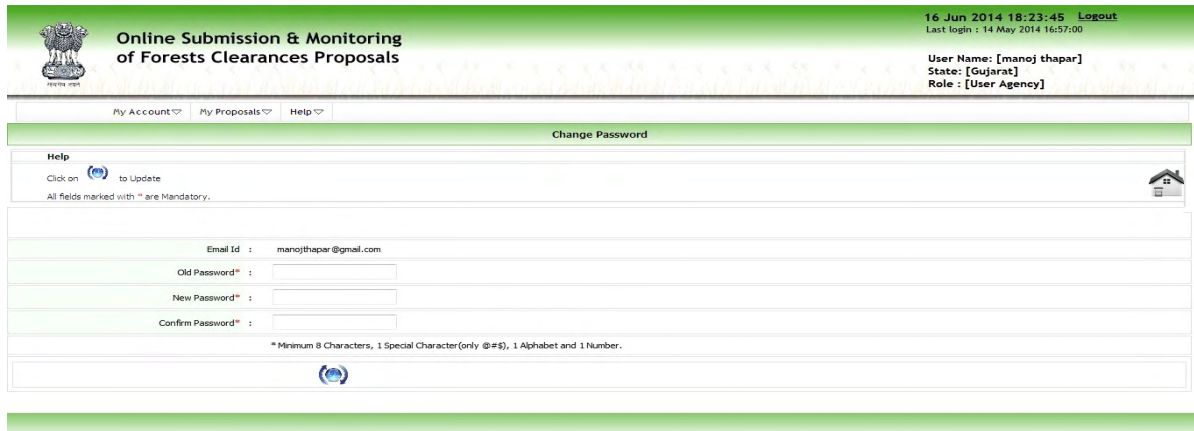 16 Jun 2014 18:23:45 Logout
Last login : 14 May 2014 16:57:00
Online Submission & Monitoring
of Forests Clearances Proposals
User Name: [manoj thapar]
State: [Gujarat]
Role : [User Agency]
सत्यमेव जयते
My Account My Proposals Help
Change Password
Help
Click on to Update
All fields marked with * are Mandatory.
Email Id : manojthapar@gmail.com
Old Password* :
New Password* :
Confirm Password* :
* Minimum 8 Characters, 1 Special Character(only @#$), 1 Alphabet and 1 Number.